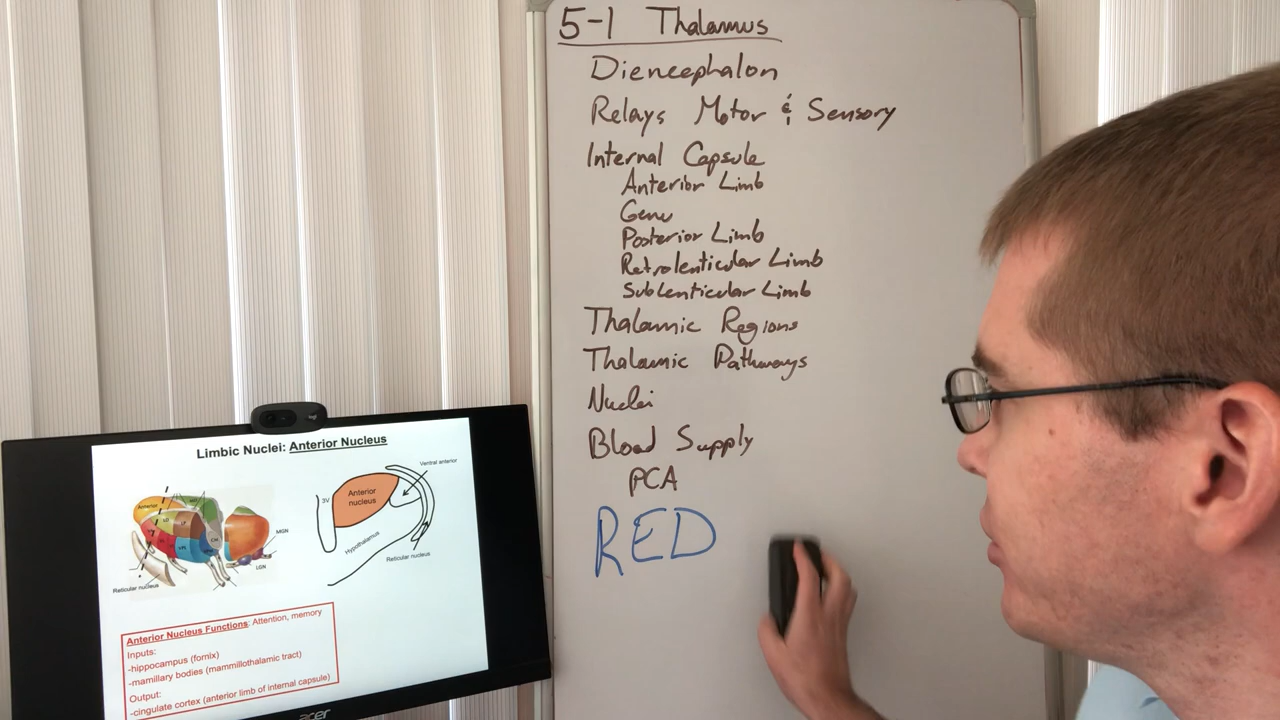 5-1 Thalamus
Diencephalon
Relays Motor & Sensory
Internal Capsule
Anterior Limb
Genu
Posterior Limb
Retrolenticular Limb
Sublenticular Limb
Thalamic Regions
Thalamic Pathways
Nuclei
Blood Supply
PCA
RED
Limbic Nuclei: Anterior Nucleus
Anterior
Reticular nucleus
MGN
LGN
3V
Anterior
nucleus
Ventral anterior
Hypothalamus
Reticular nucleus
Anterior Nucleus Functions: Attention, memory
Inputs:
-hippocampus (fornix)
-mamillary bodies (mammillothalamic tract)
Output:
-cingulate cortex (anterior limb of internal capsule)
acer